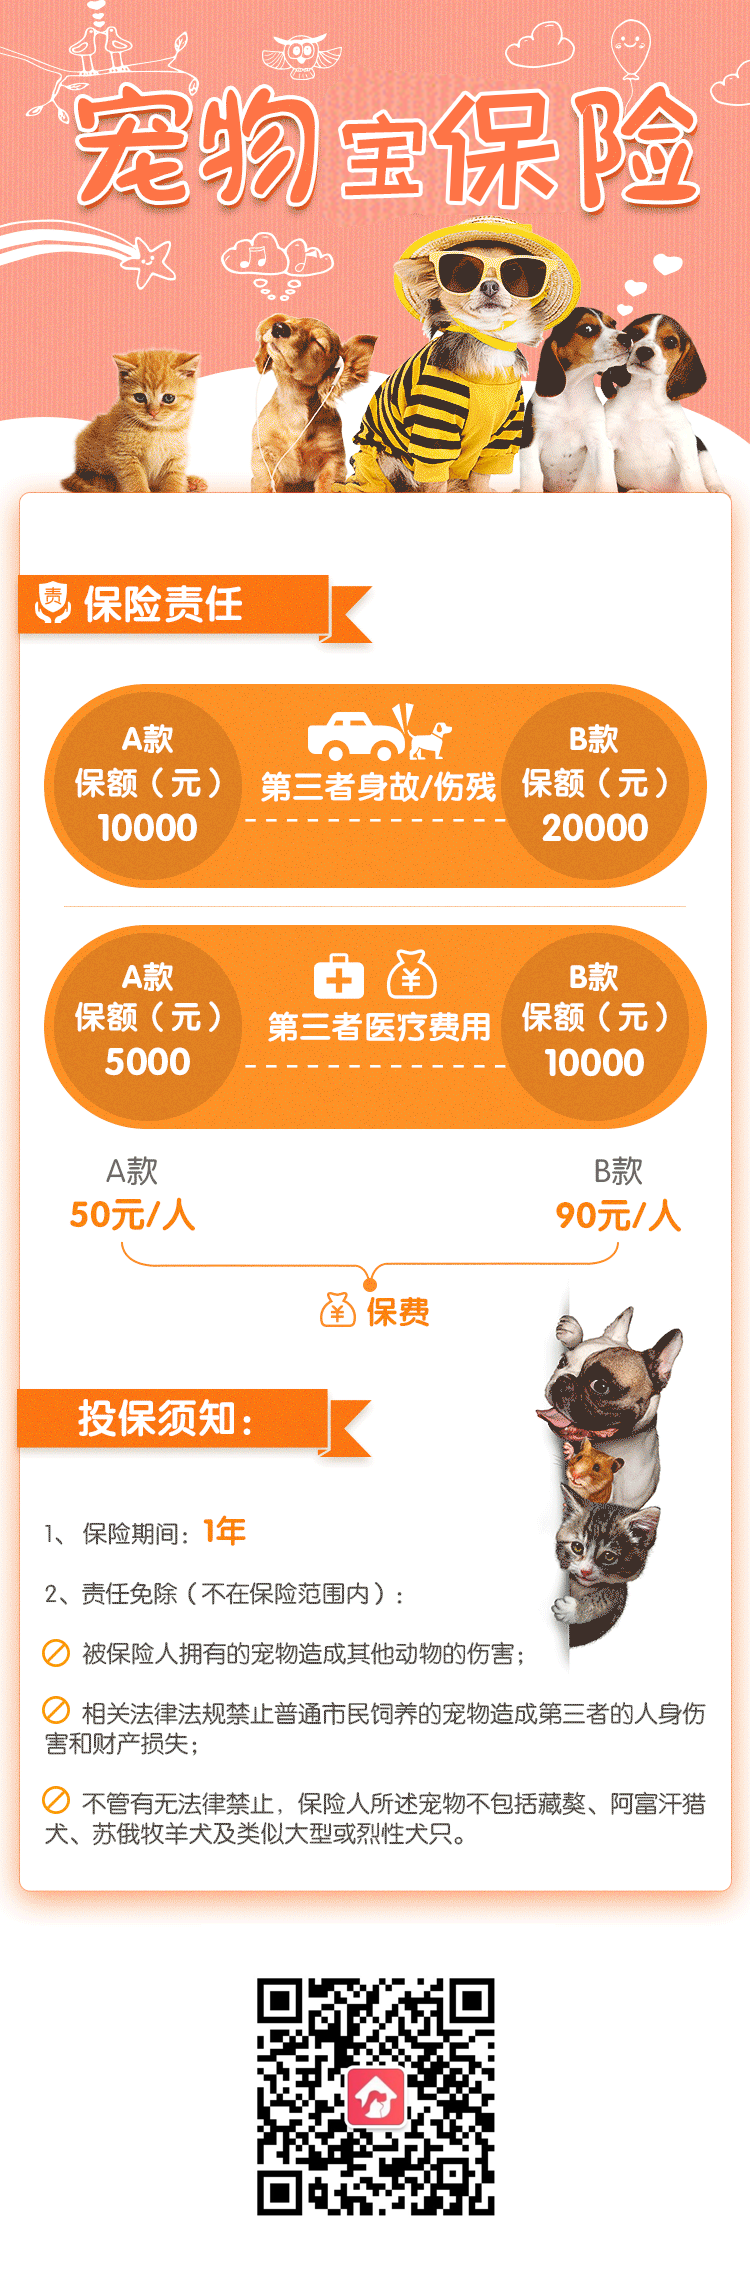 宠物宝保险
责 保险责任
A款
保额（元）
10000
第三者身故/伤残
B款
保额（元）
20000
A款
保额（元）
5000
第三者医疗费用
B款
保额（元）
10000
A款
50元/人
B款
90元/人
保费
投保须知：
1、 保险期间：1年
2、责任免除（不在保险范围内）：
被保险人拥有的宠物造成其他动物的伤害；
相关法律法规禁止普通市民饲养的宠物造成第三者的人身伤
害和财产损失；
不管有无法律禁止，保险人所述宠物不包括藏獒、阿富汗猎
犬、苏俄牧羊犬及类似大型或烈性犬只。